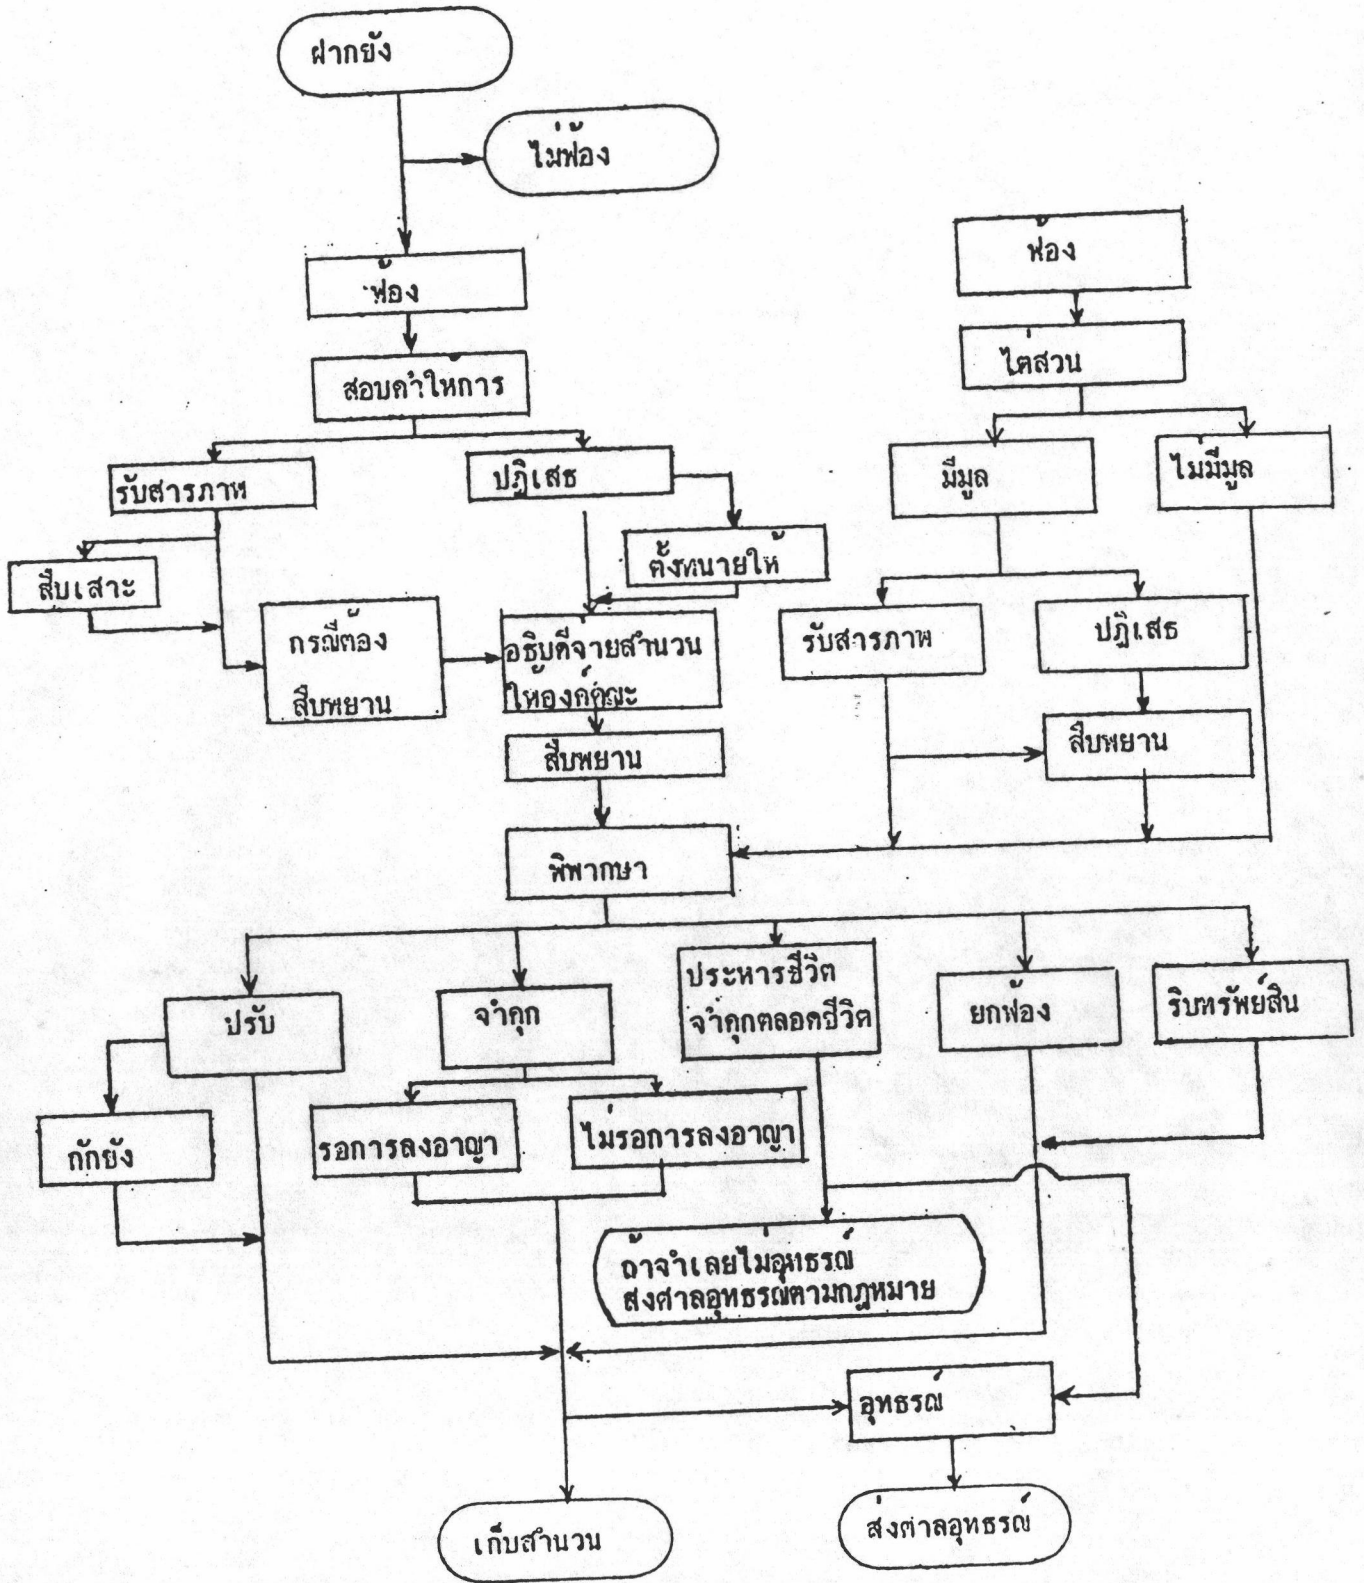 ฝากขัง
ไม่ฟ้อง
ฟ้อง
ฟ้อง
ไต่สวน
สอบคำให้การ
รับสารภาพ
ปฏิเสธ
มีมูล
ไม่มีมูล
ตั้งทนายให้
สืบเสาะ
กรณีต้อง
สืบพยาน
อธิบดีจ่ายสำนวน
ให้องค์คณะ
รับสารภาพ
ปฏิเสธ
สืบพยาน
สืบพยาน
พิพากษา
ปรับ
จำคุก
ประหารชีวิต
จำคุกตลอดชีวิต
ยกฟ้อง
ริบทรัพย์สิน
กักขัง
รอการลงอาญา
ไม่รอการลงอาญา
ถ้าจำเลยไม่อุทธรณ์
ส่งศาลอุทธรณ์ตามกฎหมาย
อุทธรณ์
เก็บสำนวน
ส่งศาลอุทธรณ์